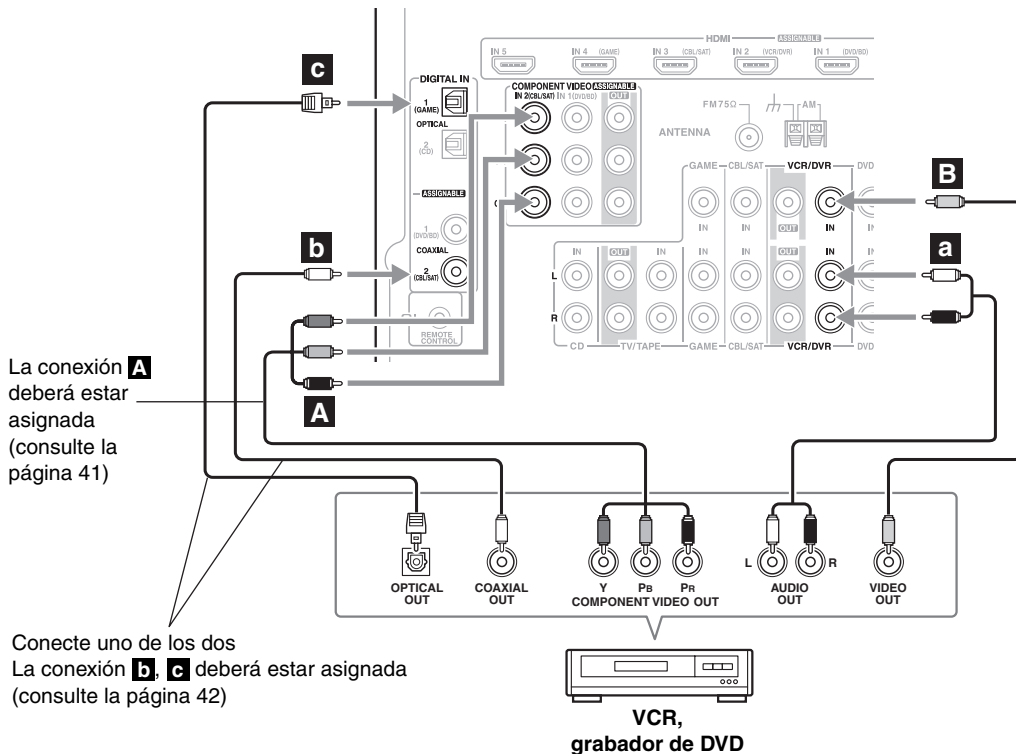 HDMI ASSIGNABLE
IN 5 IN 4 (GAME) IN 3 (CBL/SAT) IN 2 (VCR/DVR) IN 1 (DVD/BD)
c
DIGITAL IN
1
(GAME)
OPTICAL
2
(CD)
ASSIGNABLE
1
(DVD/BD)
COAXIAL
2
(CBL/SAT)
REMOTE
CONTROL
COMPONENT VIDEO ASSIGNABLE
IN 2(CBL/SAT) IN 1(DVD/BD) OUT
FM75Ω AM
ANTENNA
GAME CBL/SAT VCR/DVR DVD
IN IN OUT IN IN
IN OUT IN IN IN OUT IN IN
L
R
CD TV/TAPE GAME CBL/SAT VCR/DVR DVD
B
a
b
A
La conexión A
deberá estar
asignada
(consulte la
página 41)
OPTICAL
OUT
COAXIAL
OUT
Y PB PR
COMPONENT VIDEO OUT
L R
AUDIO
OUT
VIDEO
OUT
Conecte uno de los dos
La conexión b, c deberá estar asignada
(consulte la página 42)
VCR,
grabador de DVD